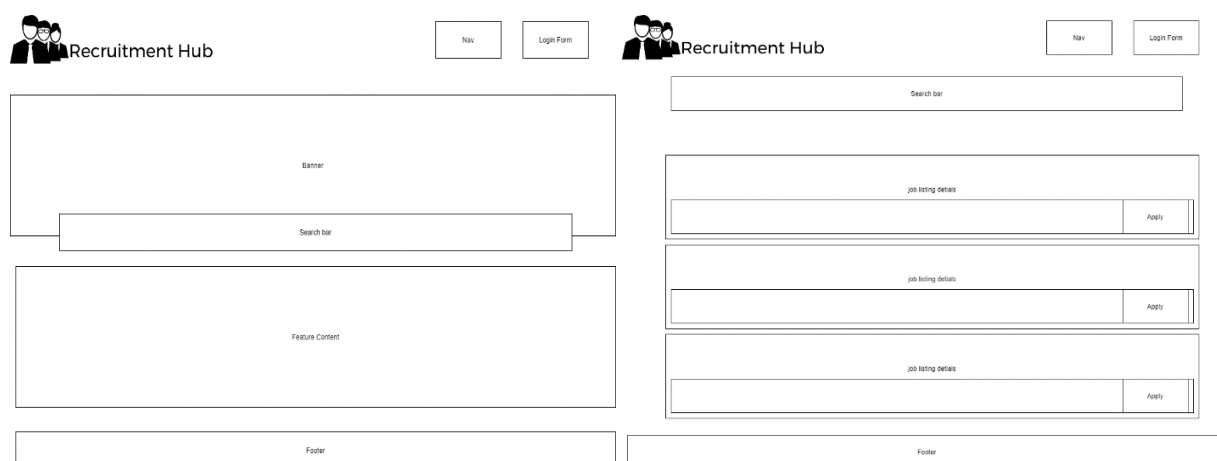 Recruitment Hub
Nav
Login Form
Banner
Search bar
Feature Content
Footer
Recruitment Hub
Nav
Login Form
Search bar
job listing detials
Apply
job listing detials
Apply
job listing detials
Apply
Footer